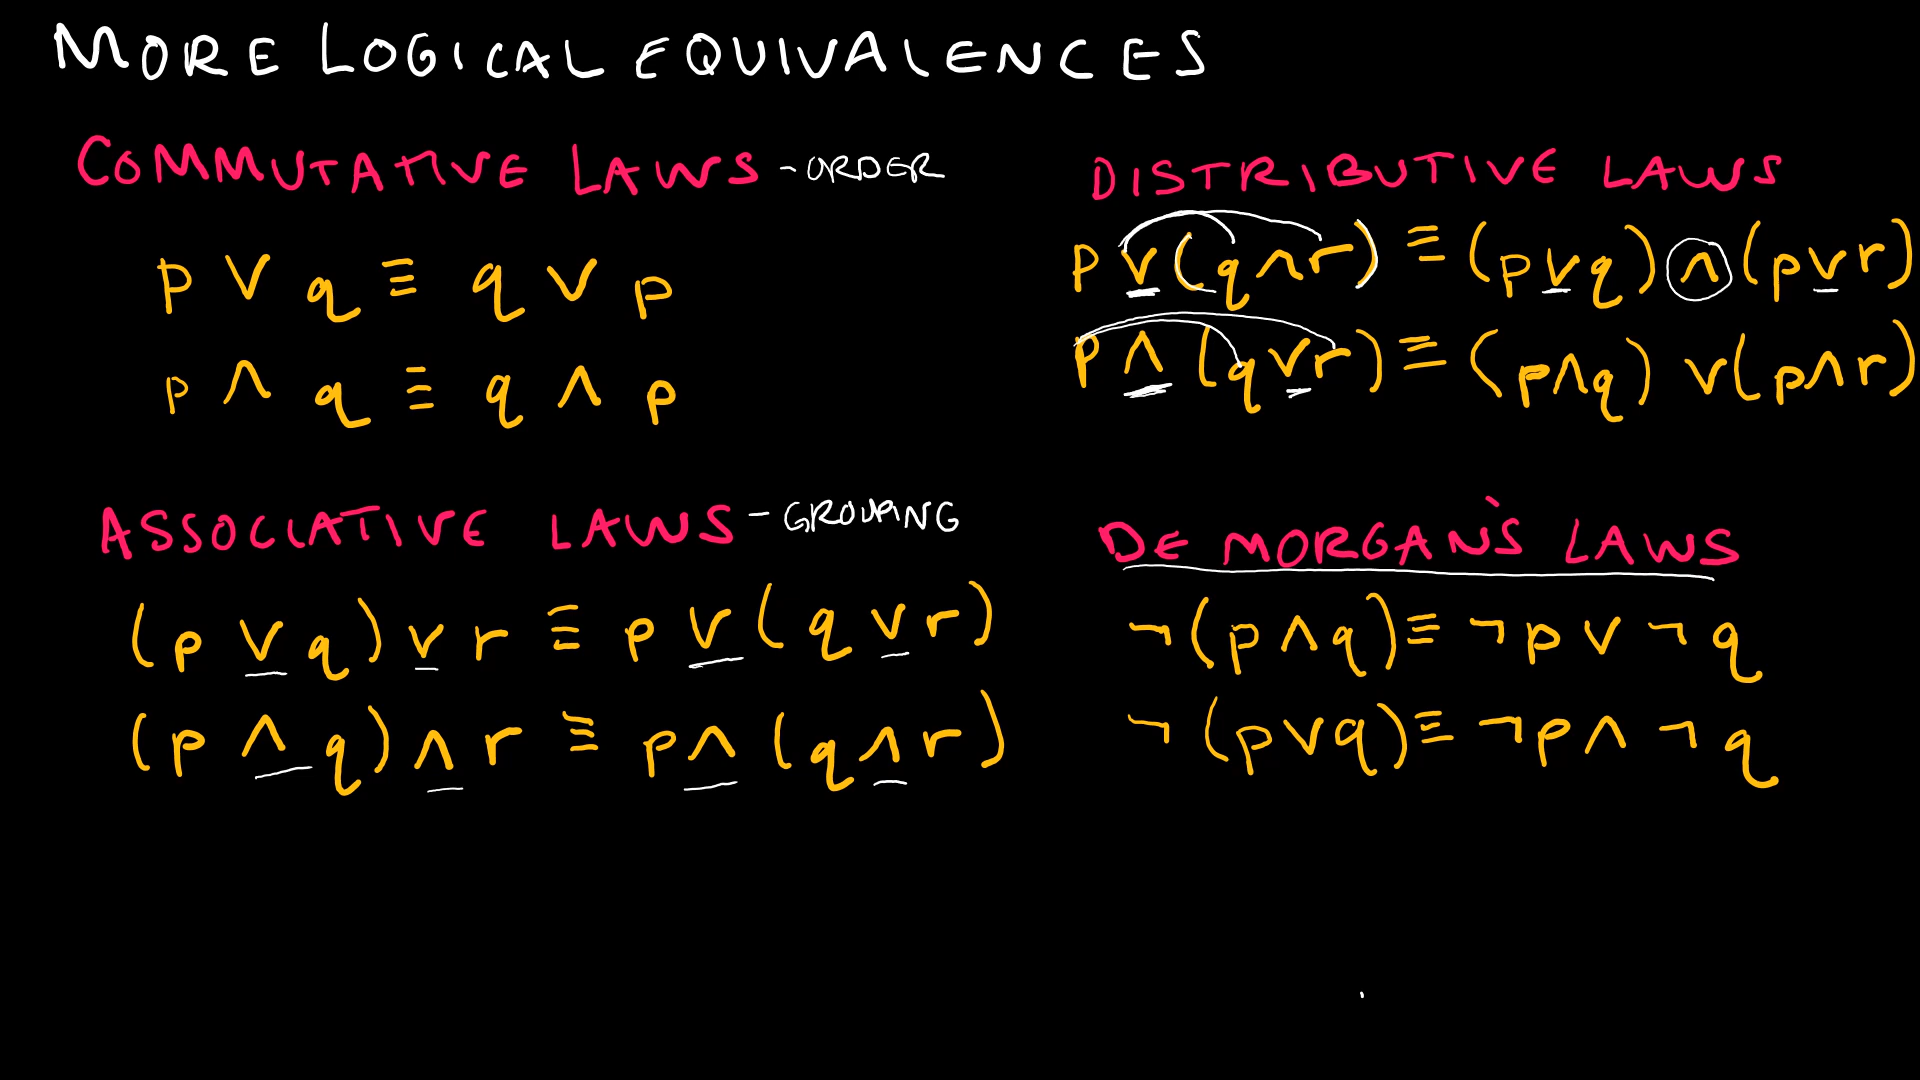 MORE LOGICAL EQUIVALENCES
COMMUTATIVE LAWS - ORDER
p ∨ q ≡ q ∨ p
p ∧ q ≡ q ∧ p
ASSOCIATIVE LAWS - GROUPING
(p ∨ q) ∨ r ≡ p ∨ (q ∨ r)
(p ∧ q) ∧ r ≡ p ∧ (q ∧ r)
DISTRIBUTIVE LAWS
p ∨ (q ∧ r) ≡ (p ∨ q) ∧ (p ∨ r)
p ∧ (q ∨ r) ≡ (p ∧ q) ∨ (p ∧ r)
DE MORGAN'S LAWS
¬(p ∧ q) ≡ ¬p ∨ ¬q
¬(p ∨ q) ≡ ¬p ∧ ¬q